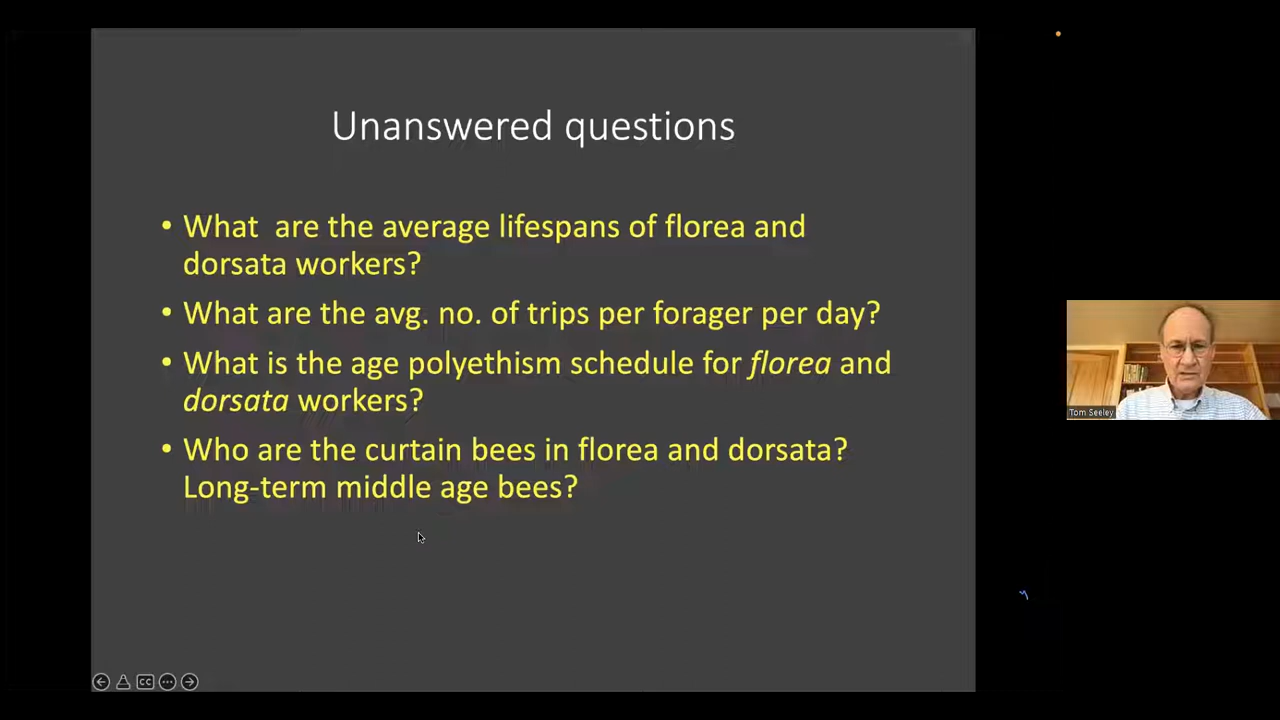 Unanswered questions
• What  are the average lifespans of florea and
dorsata workers?
• What are the avg. no. of trips per forager per day?
• What is the age polyethism schedule for florea and
dorsata workers?
• Who are the curtain bees in florea and dorsata?
Long-term middle age bees?
Tom Seeley
CC